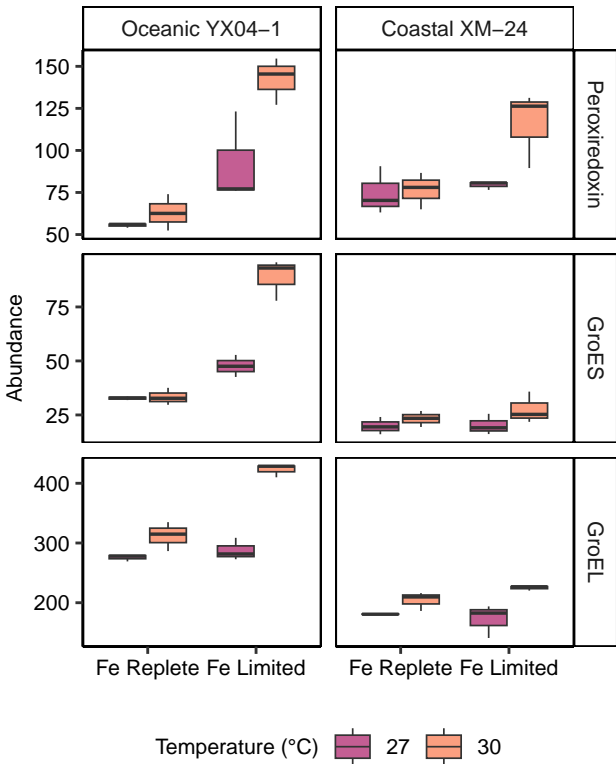 Oceanic YX04−1 Coastal XM−24
150
125
100
75
50
Peroxiredoxin
75
50
25
GroES
400
300
200
GroEL
Abundance
Fe Replete Fe Limited Fe Replete Fe Limited
Temperature (°C) 27 30